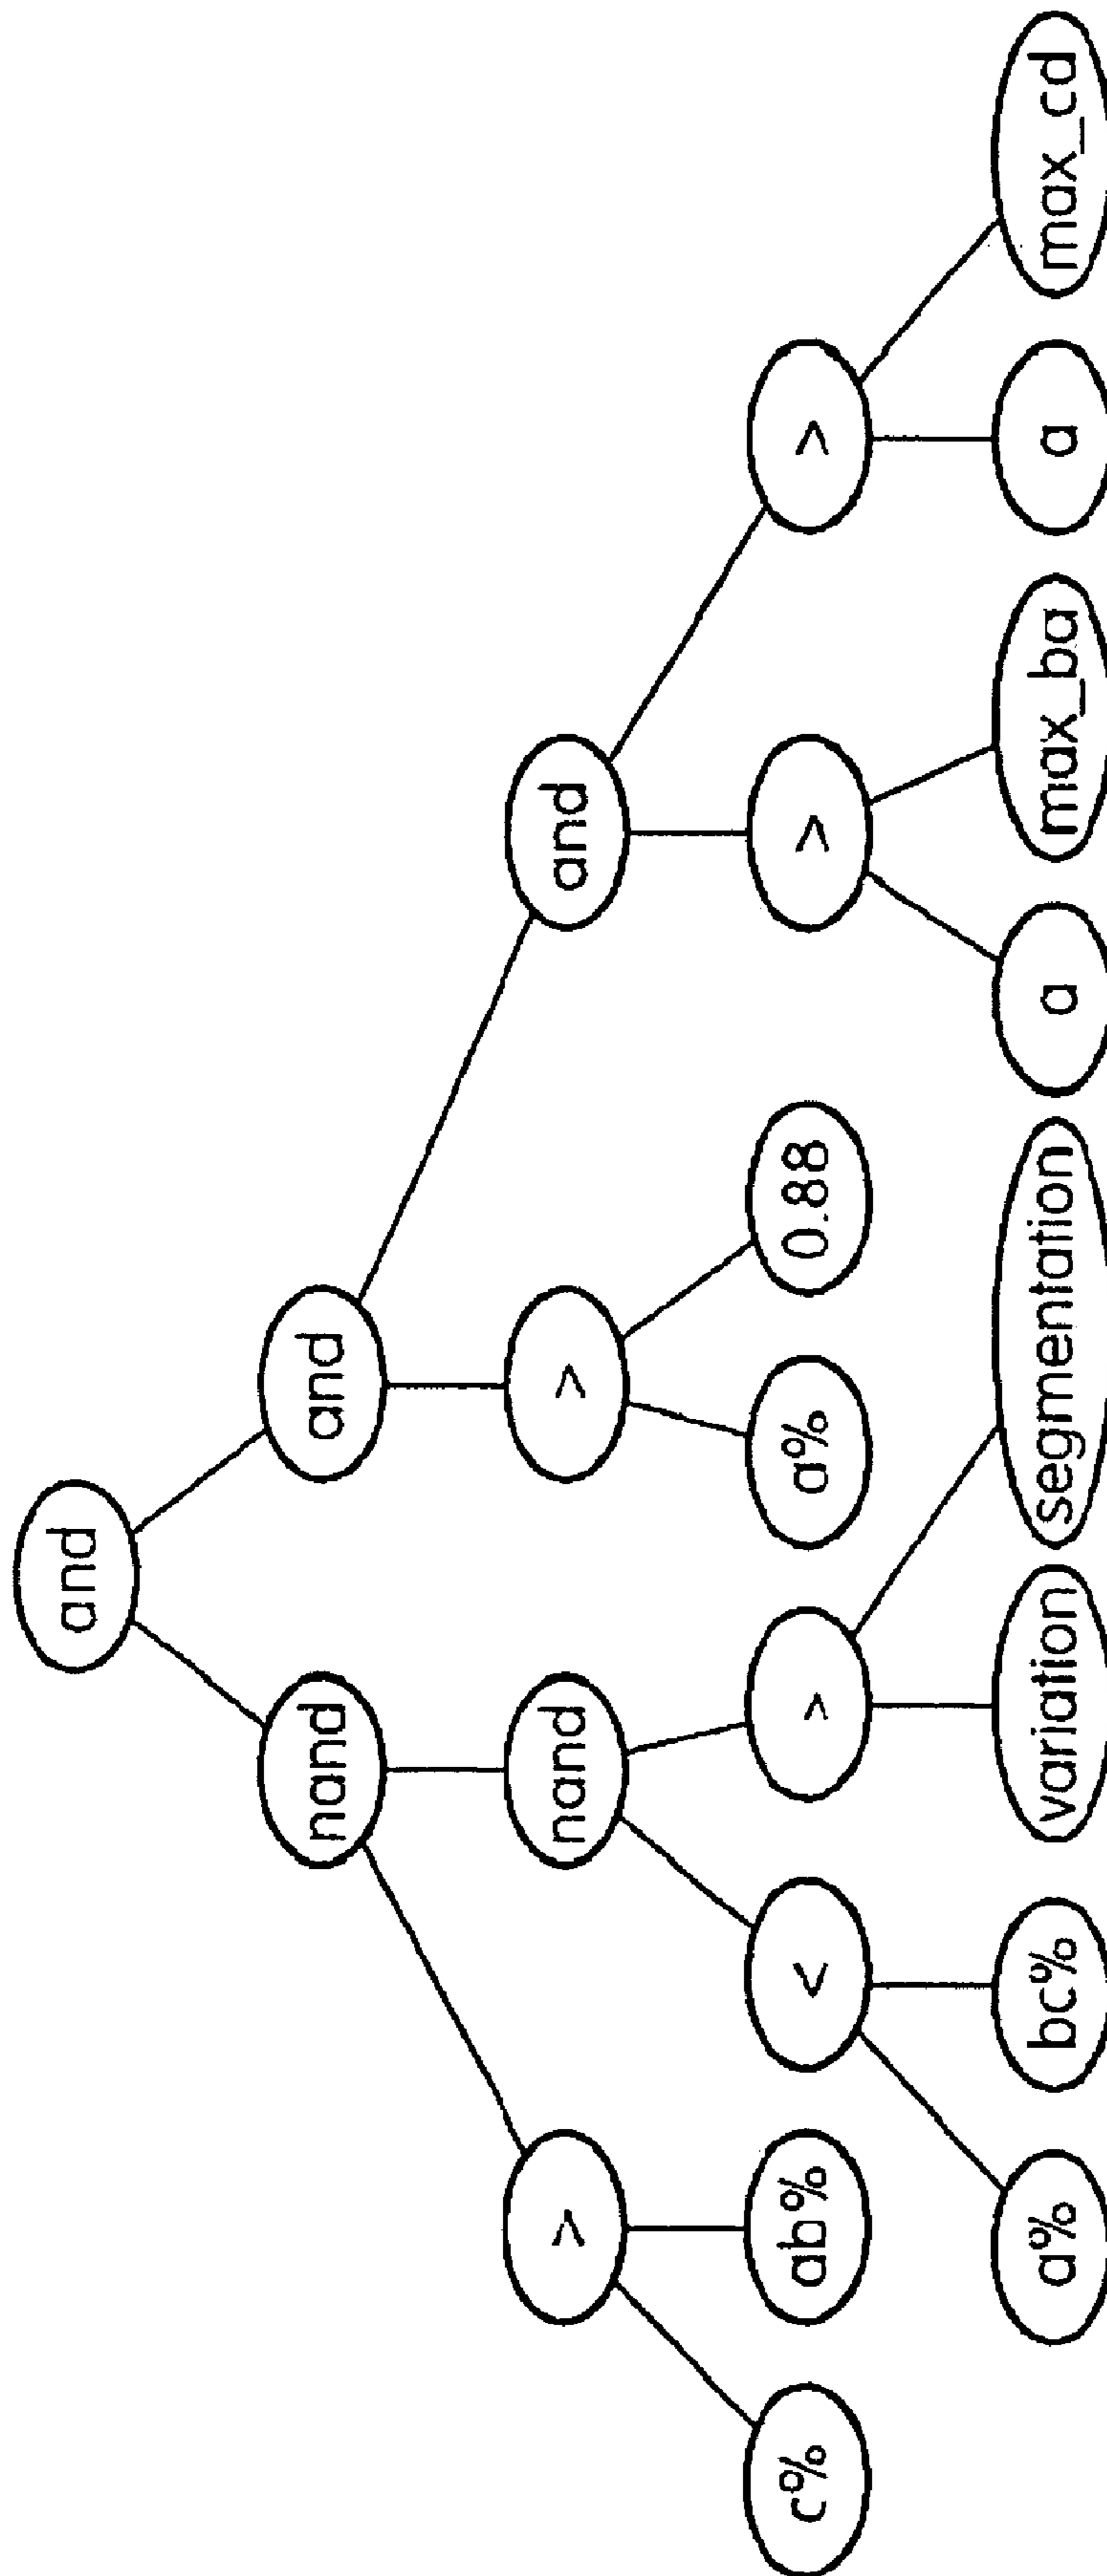 and
nand and
> nand > and
c% ab% < > a% 0.88 > >
a% bc% variation segmentation a max_ba a max_cd